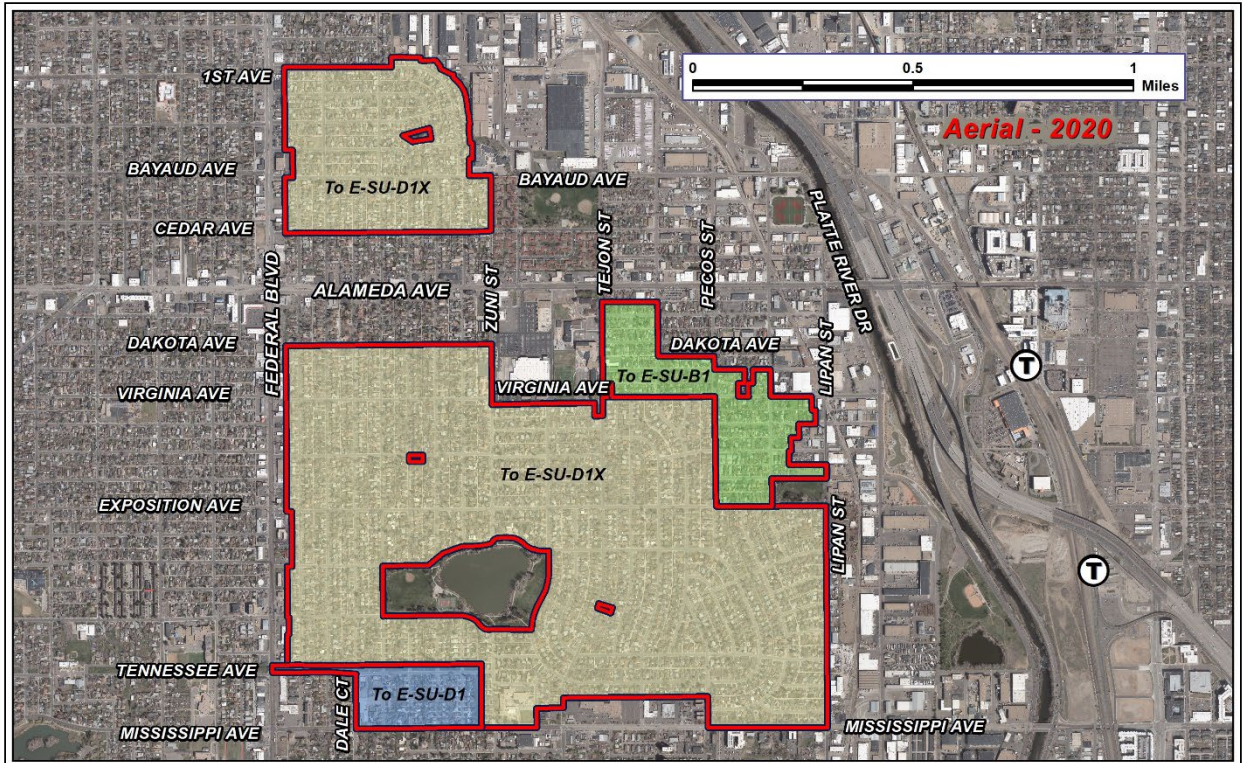 0 0.5 1
Miles
1ST AVE
Aerial - 2020
BAYAUD AVE
BAYAUD AVE
To E-SU-D1X
CEDAR AVE
TEJON ST
PECOS ST
PLATTE RIVER DR
FEDERAL BLVD
ALAMEDA AVE
ZUNI ST
DAKOTA AVE
DAKOTA AVE
LIPAN ST
T
To E-SU-B1
VIRGINIA AVE
VIRGINIA AVE
To E-SU-D1X
EXPOSITION AVE
LIPAN ST
T
TENNESSEE AVE
DALE CT
To E-SU-D1
MISSISSIPPI AVE
MISSISSIPPI AVE